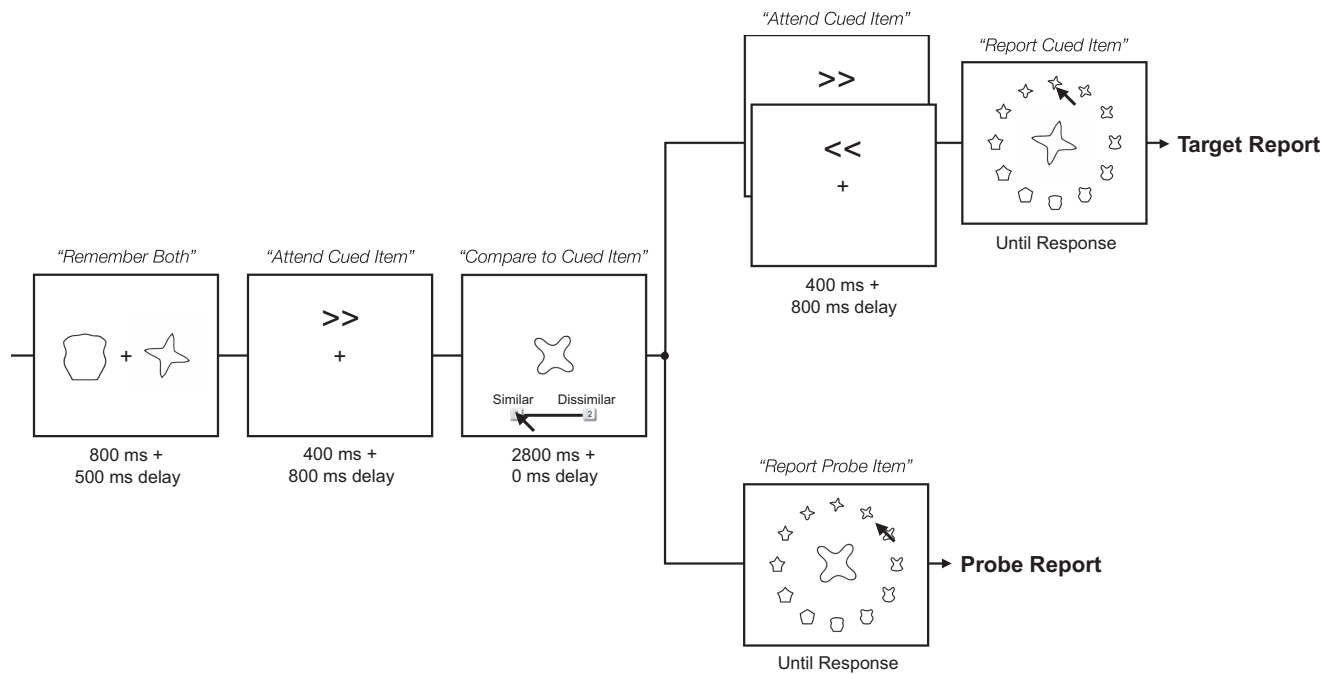 “Remember Both”
+
800 ms +
500 ms delay
“Attend Cued Item”
>>
+
400 ms +
800 ms delay
“Compare to Cued Item”
Similar Dissimilar
1 2
2800 ms +
0 ms delay
“Attend Cued Item”
>>
<<
+
400 ms +
800 ms delay
“Report Cued Item”
Until Response
Target Report
“Report Probe Item”
Until Response
Probe Report